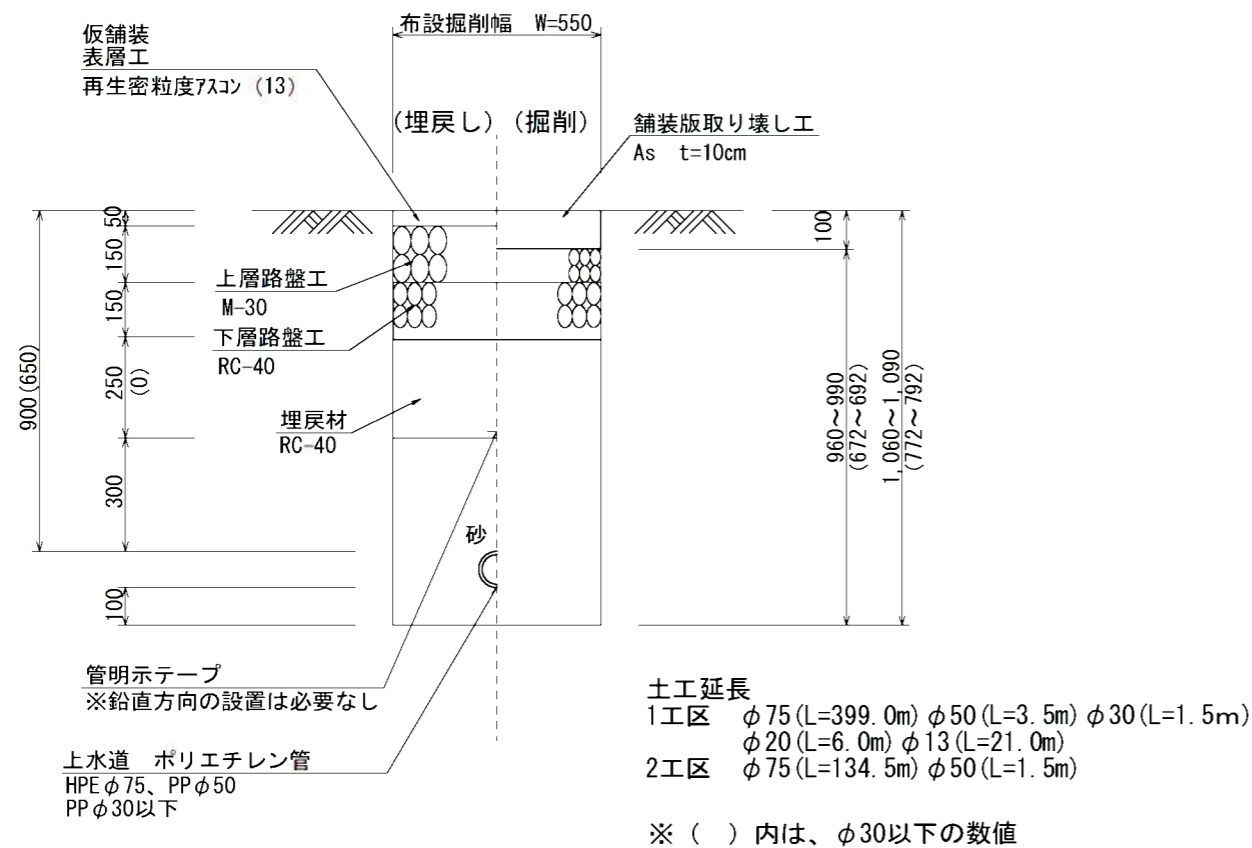 仮舗装
表層工
再生密粒度アスコン (13)
布設掘削幅 W=550
(埋戻し) (掘削)
舗装版取り壊し工
As t=10cm
50
150
150
250
(0)
300
100
900(650)
上層路盤工
M-30
下層路盤工
RC-40
埋戻材
RC-40
砂
100
960~990
(672~692)
1,060~1,090
(772~792)
管明示テープ
※鉛直方向の設置は必要なし
上水道 ポリエチレン管
HPEφ75、PPφ50
PPφ30以下
土工延長
1工区 φ75(L=399.0m) φ50(L=3.5m) φ30(L=1.5m)
φ20(L=6.0m) φ13(L=21.0m)
2工区 φ75(L=134.5m) φ50(L=1.5m)
※( )内は、φ30以下の数値